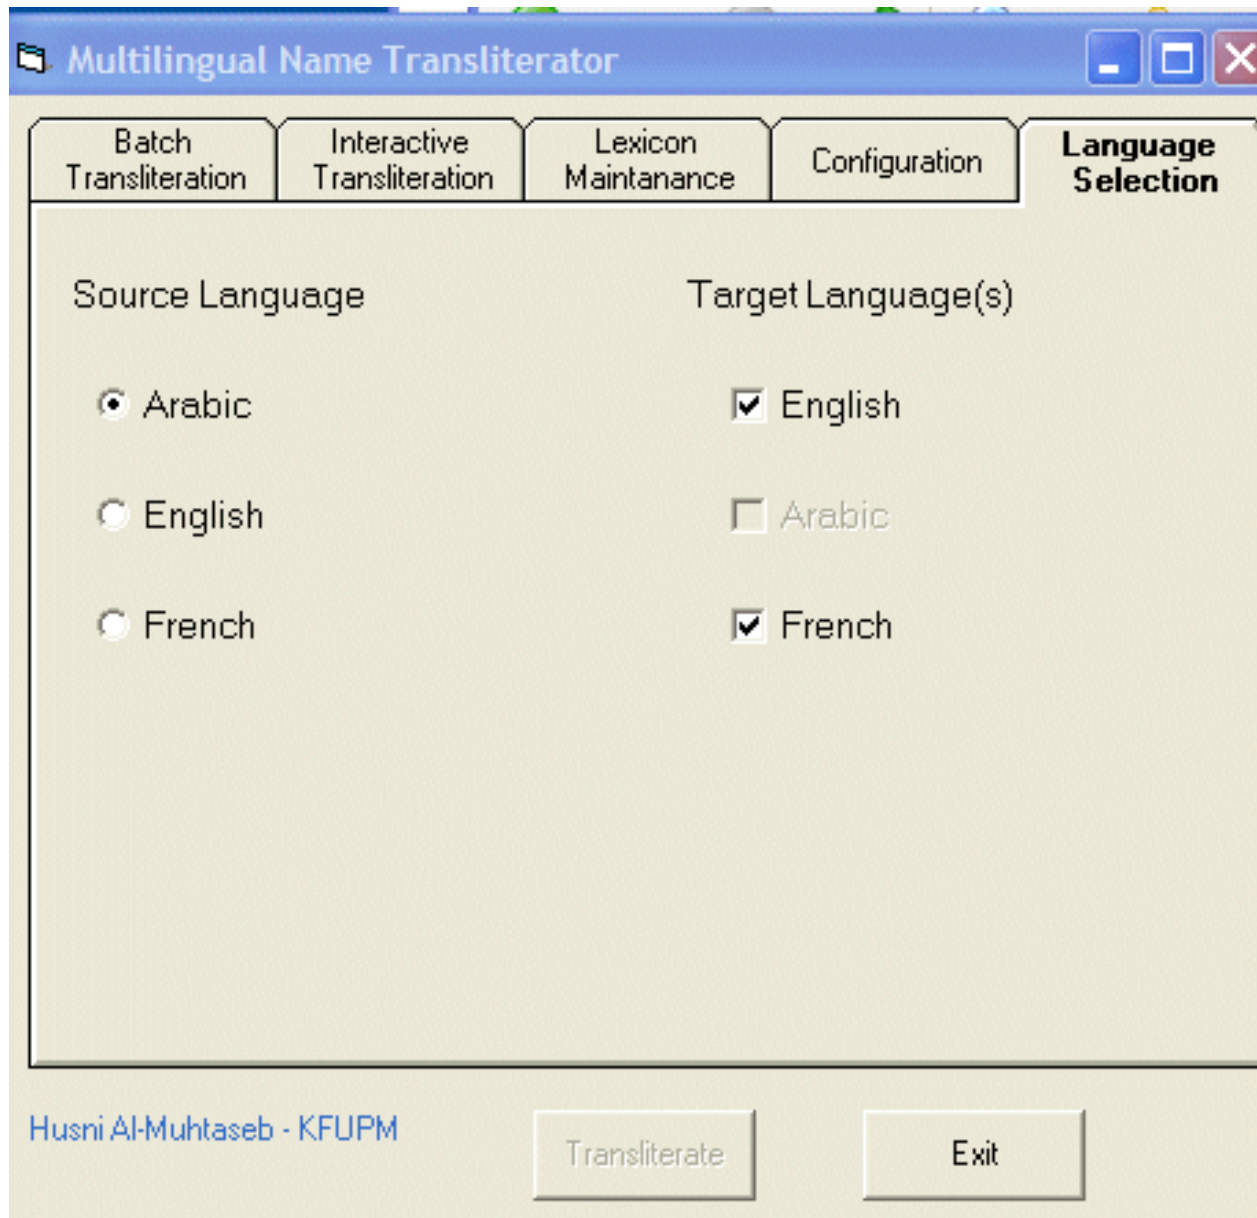 Multilingual Name Transliterator
Batch
Transliteration
Interactive
Transliteration
Lexicon
Maintanance
Configuration
Language
Selection
Source Language
Target Language(s)
Arabic
English
English
Arabic
French
French
Husni Al-Muhtaseb - KFUPM
Transliterate
Exit